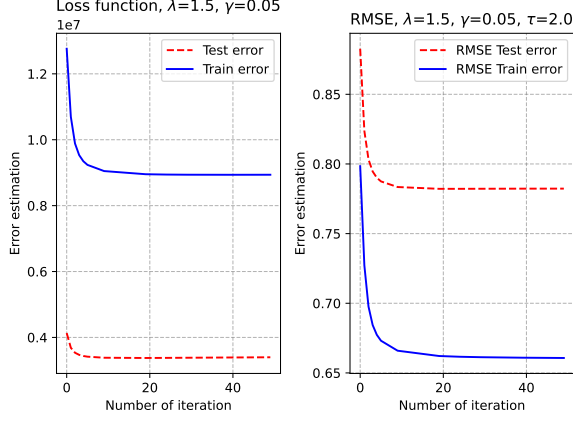 Loss function, λ=1.5, γ=0.05
1e7
Test error
Train error
1.2
1.0
0.8
0.6
0.4
Error estimation
0
20
40
Number of iteration
RMSE, λ=1.5, γ=0.05, τ=2.0
RMSE Test error
RMSE Train error
0.85
0.80
0.75
0.70
0.65
Error estimation
0
20
40
Number of iteration